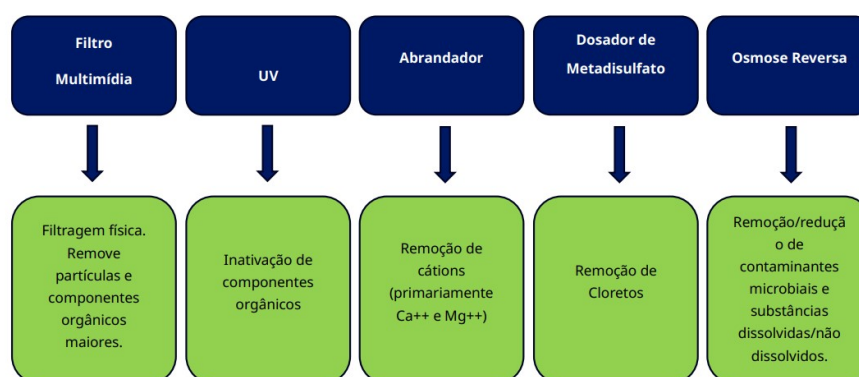 Filtro
Multimídia
UV
Abrandador
Dosador de
Metadisulfato
Osmose Reversa
Filtragem física.
Remove
partículas e
componentes
orgânicos
maiores.
Inativação de
componentes
orgânicos
Remoção de
cátions
(primariamente
Ca++ e Mg++)
Remoção de
Cloretos
Remoção/reduçã
o de
contaminantes
microbiais e
substâncias
dissolvidas/não
dissolvidos.